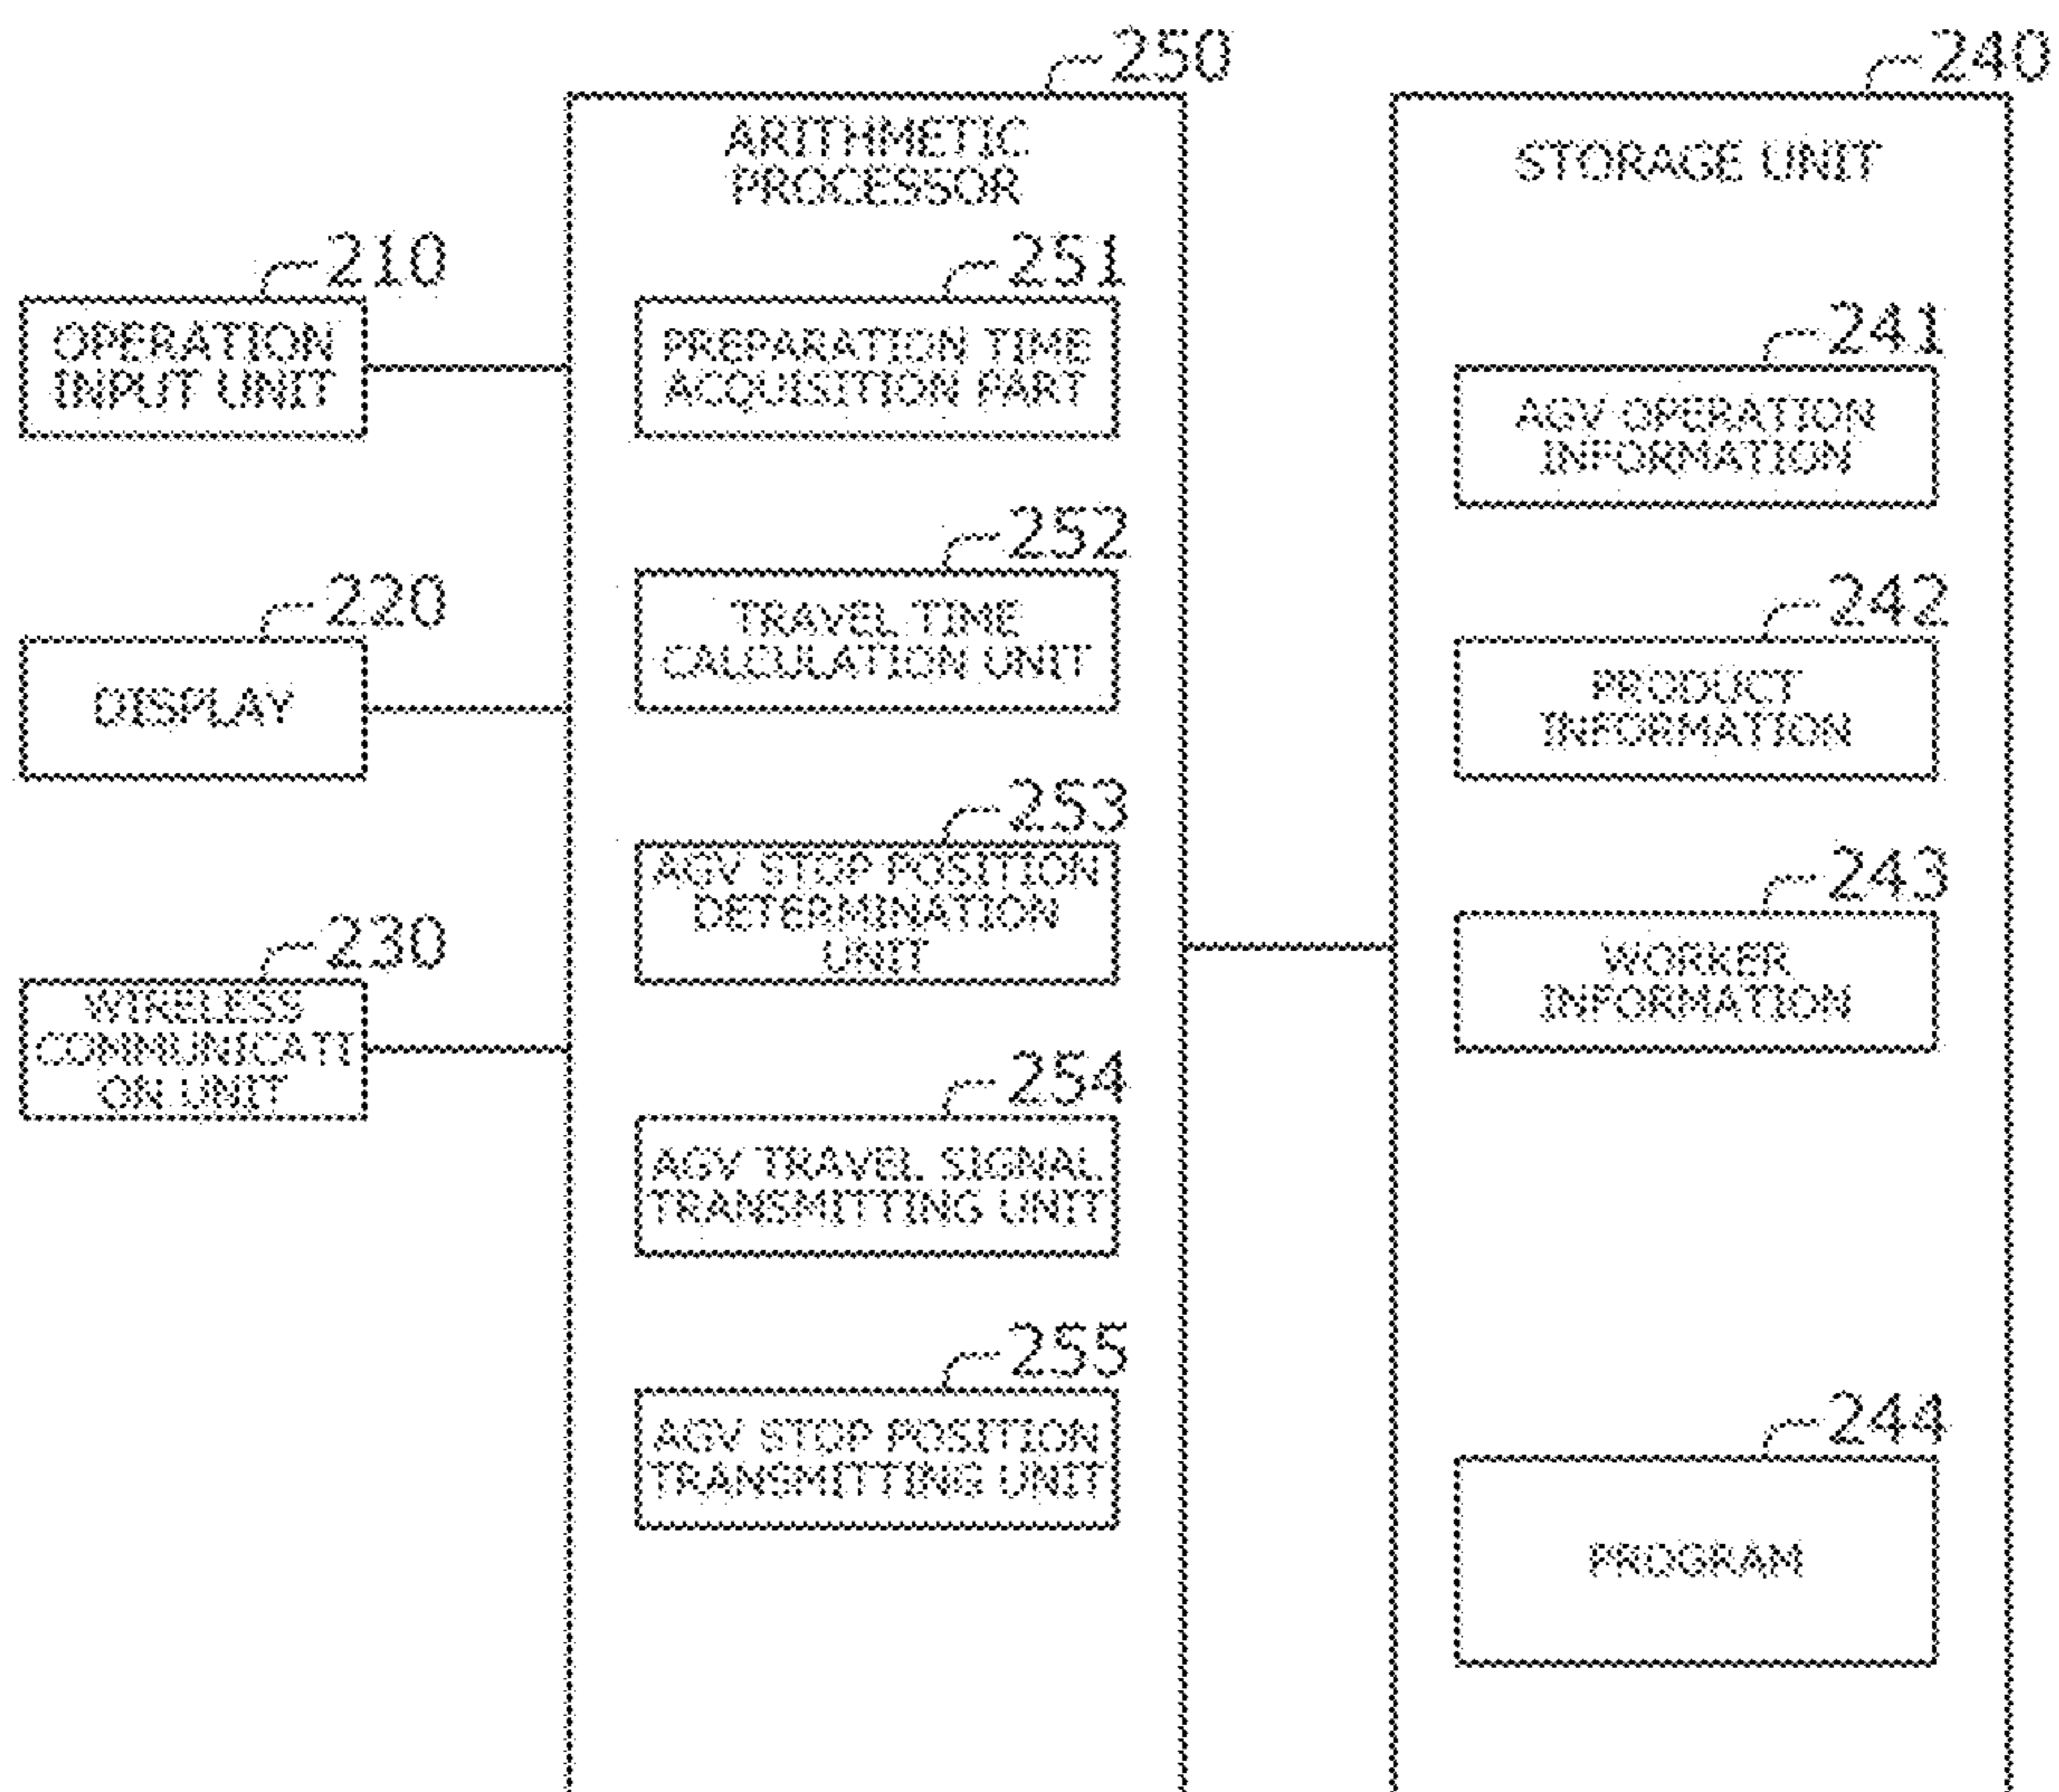 250
ARITHMETIC
PROCESSOR
240
STORAGE UNIT
210
OPERATION
INPUT UNIT
220
DISPLAY
230
WIRELESS
COMMUNICATI
ON UNIT
251
PREPARATION TIME
ACQUISITION PART
252
TRAVEL TIME
CALCULATION UNIT
253
AGV STOP POSITION
DETERMINATION
UNIT
254
AGV TRAVEL SIGNAL
TRANSMITTING UNIT
255
AGV STOP POSITION
TRANSMITTING UNIT
241
AGV OPERATION
INFORMATION
242
PRODUCT
INFORMATION
243
WORKER
INFORMATION
244
PROGRAM